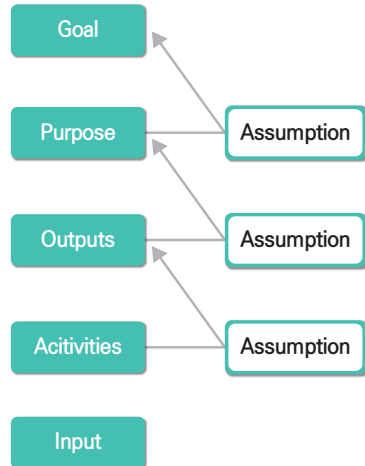 Goal
Purpose
Assumption
Outputs
Assumption
Acitivities
Assumption
Input